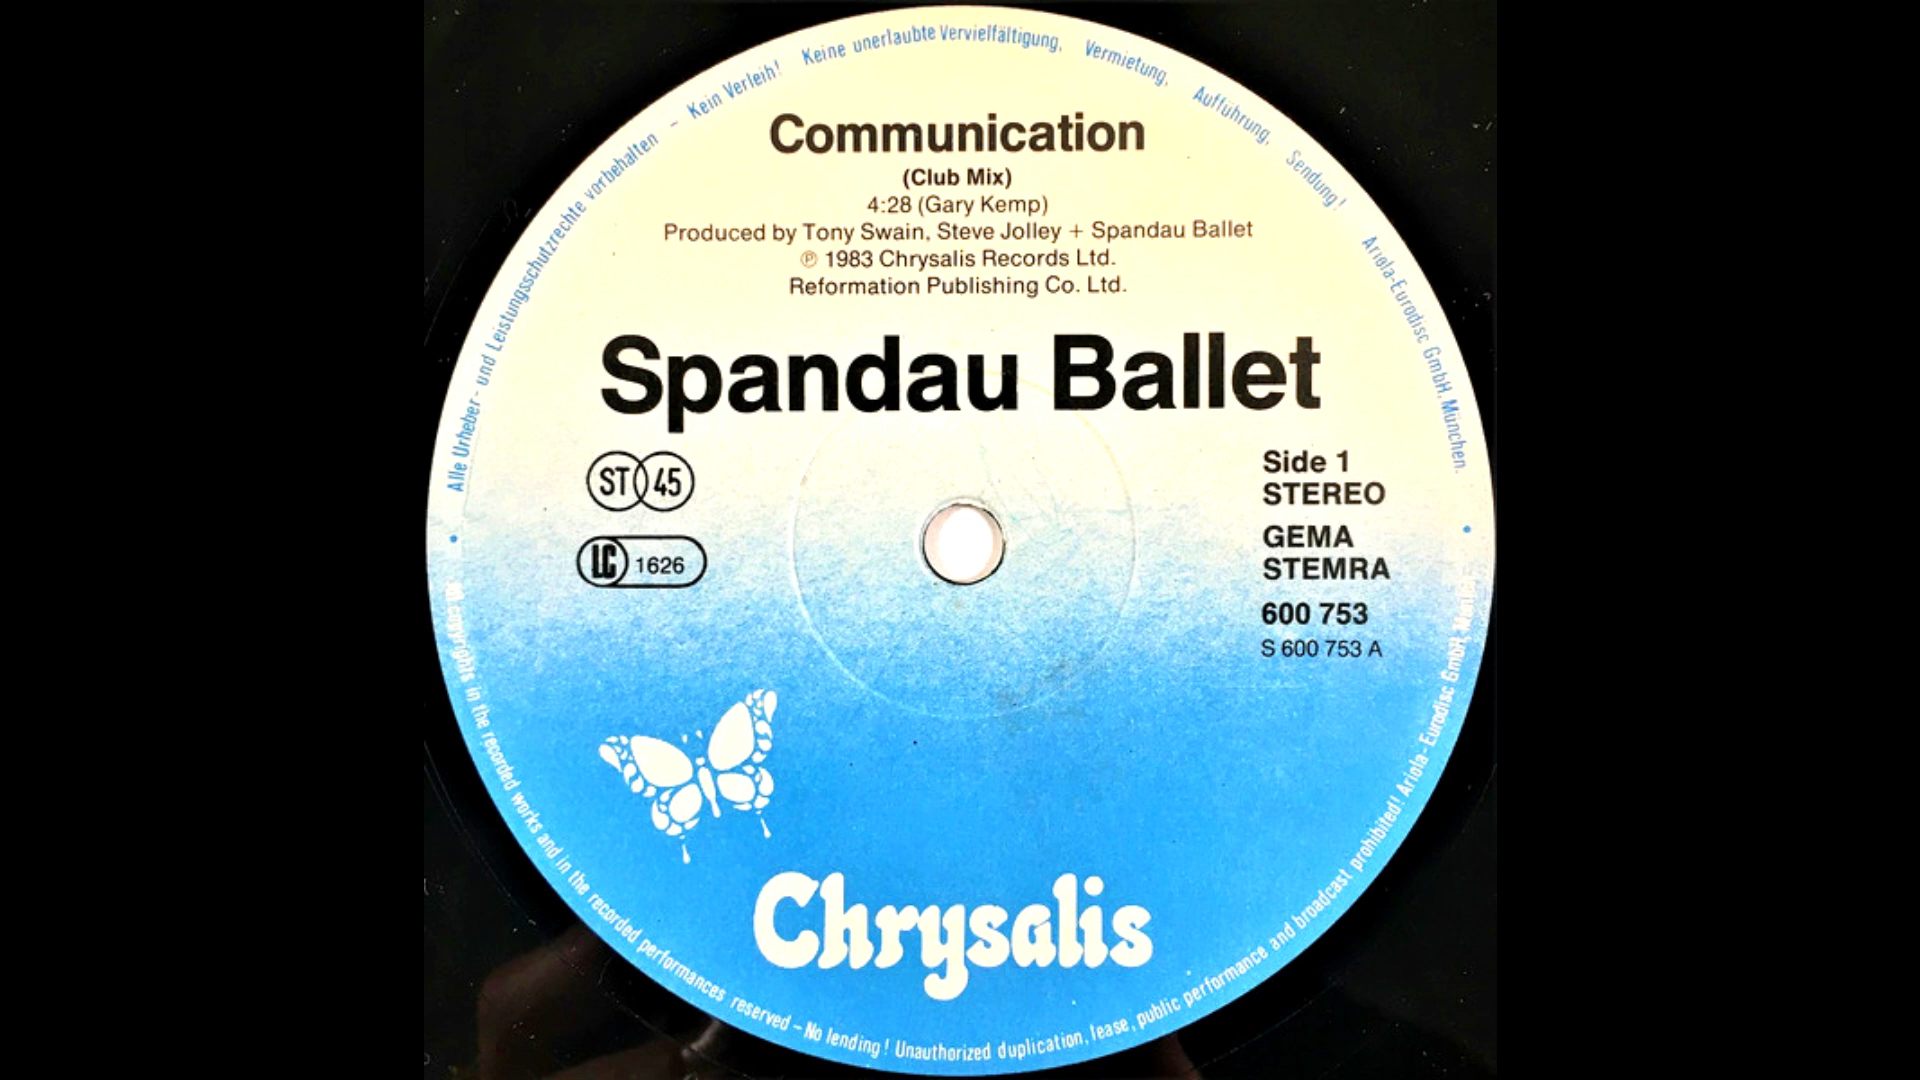 Alle Urheber- und Leistungsschutzrechte vorbehalten - Kein Verleih! Keine unerlaubte Vervielfältigung, Vermietung, Aufführung, Sendung! Ariola-Eurodisc GmbH, München.
Communication
(Club Mix)
4:28 (Gary Kemp)
Produced by Tony Swain, Steve Jolley + Spandau Ballet
℗ 1983 Chrysalis Records Ltd.
Reformation Publishing Co. Ltd.
Spandau Ballet
ST 45
LC 1626
Side 1
STEREO
GEMA
STEMRA
600 753
S 600 753 A
Chrysalis
copyrights in the recorded works and in the recorded performances reserved - No lending! Unauthorized duplication, lease, public performance and broadcast prohibited! Ariola-Eurodisc GmbH,